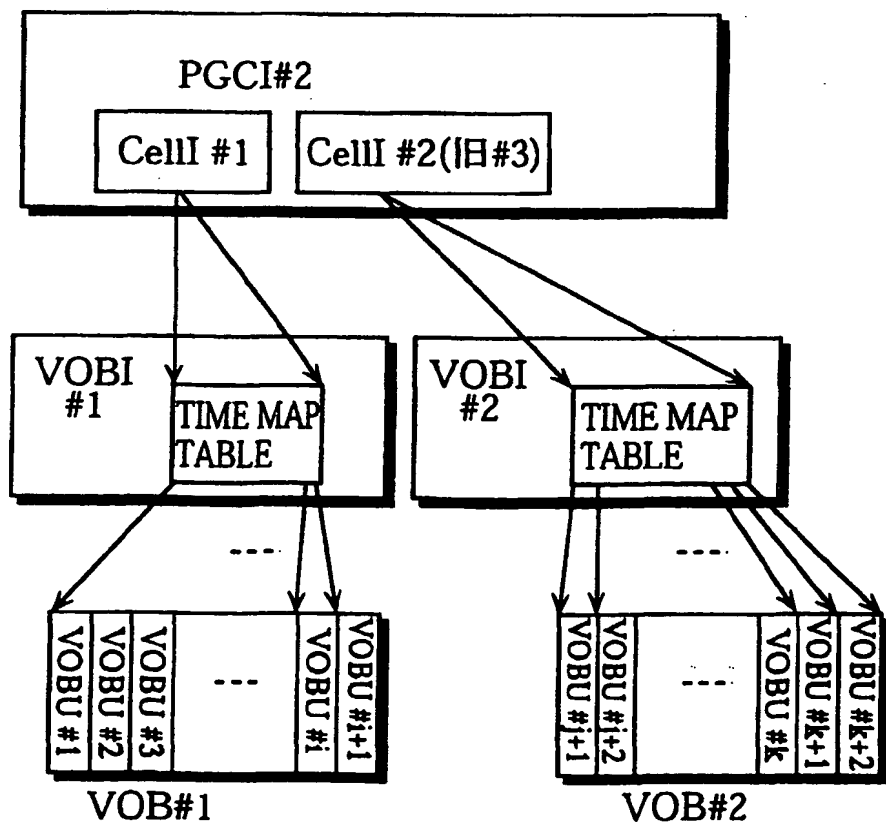 PGCI#2
CellI #1
CellI #2(旧#3)
VOBI
#1
TIME MAP
TABLE
VOBI
#2
TIME MAP
TABLE
----
----
VOBU #1
VOBU #2
VOBU #3
----
VOBU #i
VOBU #i+1
VOBU #j+1
VOBU #j+2
----
VOBU #k
VOBU #k+1
VOBU #k+2
VOB#1
VOB#2